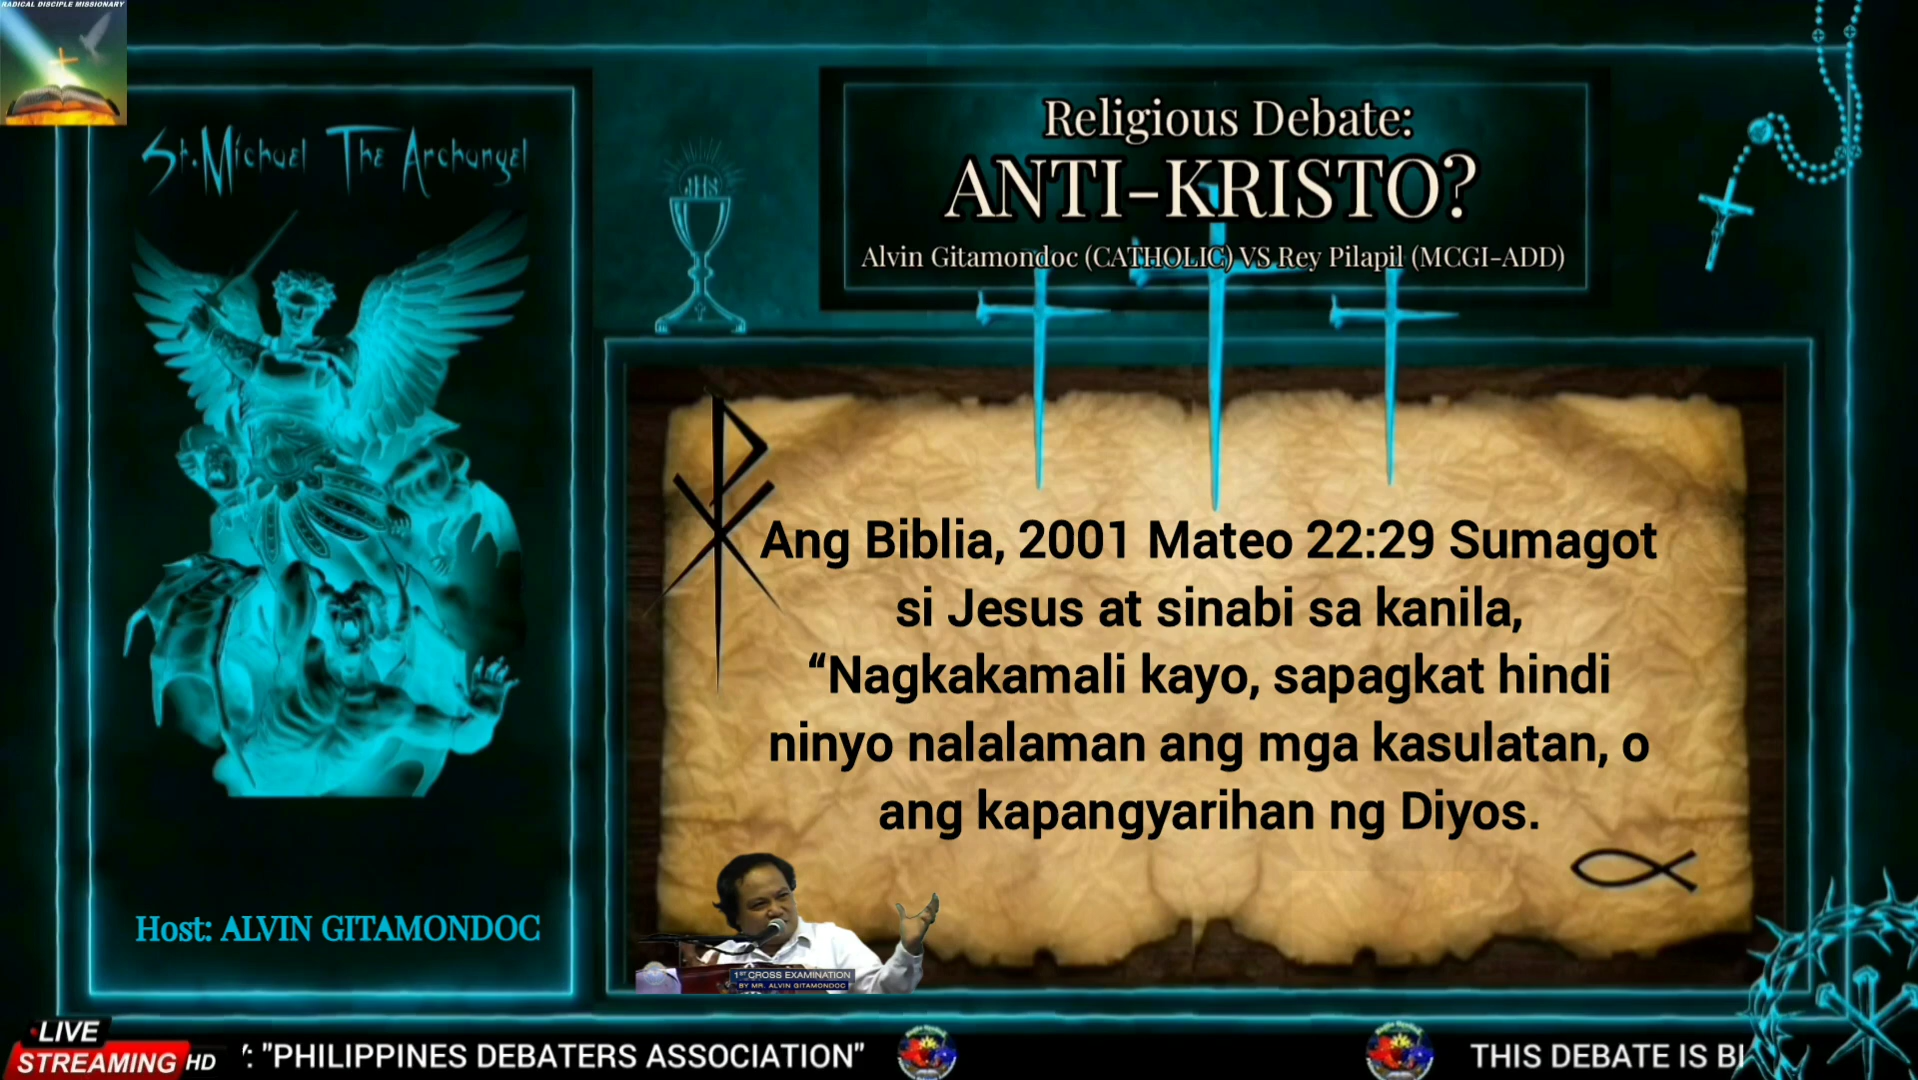 RADICAL DISCIPLE MISSIONARY
St. Michael The Archangel
JHS
Religious Debate:
ANTI-KRISTO?
Alvin Gitamondoc (CATHOLIC) VS Rey Pilapil (MCGI-ADD)
Ang Biblia, 2001 Mateo 22:29 Sumagot
si Jesus at sinabi sa kanila,
“Nagkakamali kayo, sapagkat hindi
ninyo nalalaman ang mga kasulatan, o
ang kapangyarihan ng Diyos.
Host: ALVIN GITAMONDOC
1ST CROSS EXAMINATION
BY MR. ALVIN GITAMONDOC
LIVE
STREAMING HD
: "PHILIPPINES DEBATERS ASSOCIATION"
THIS DEBATE IS